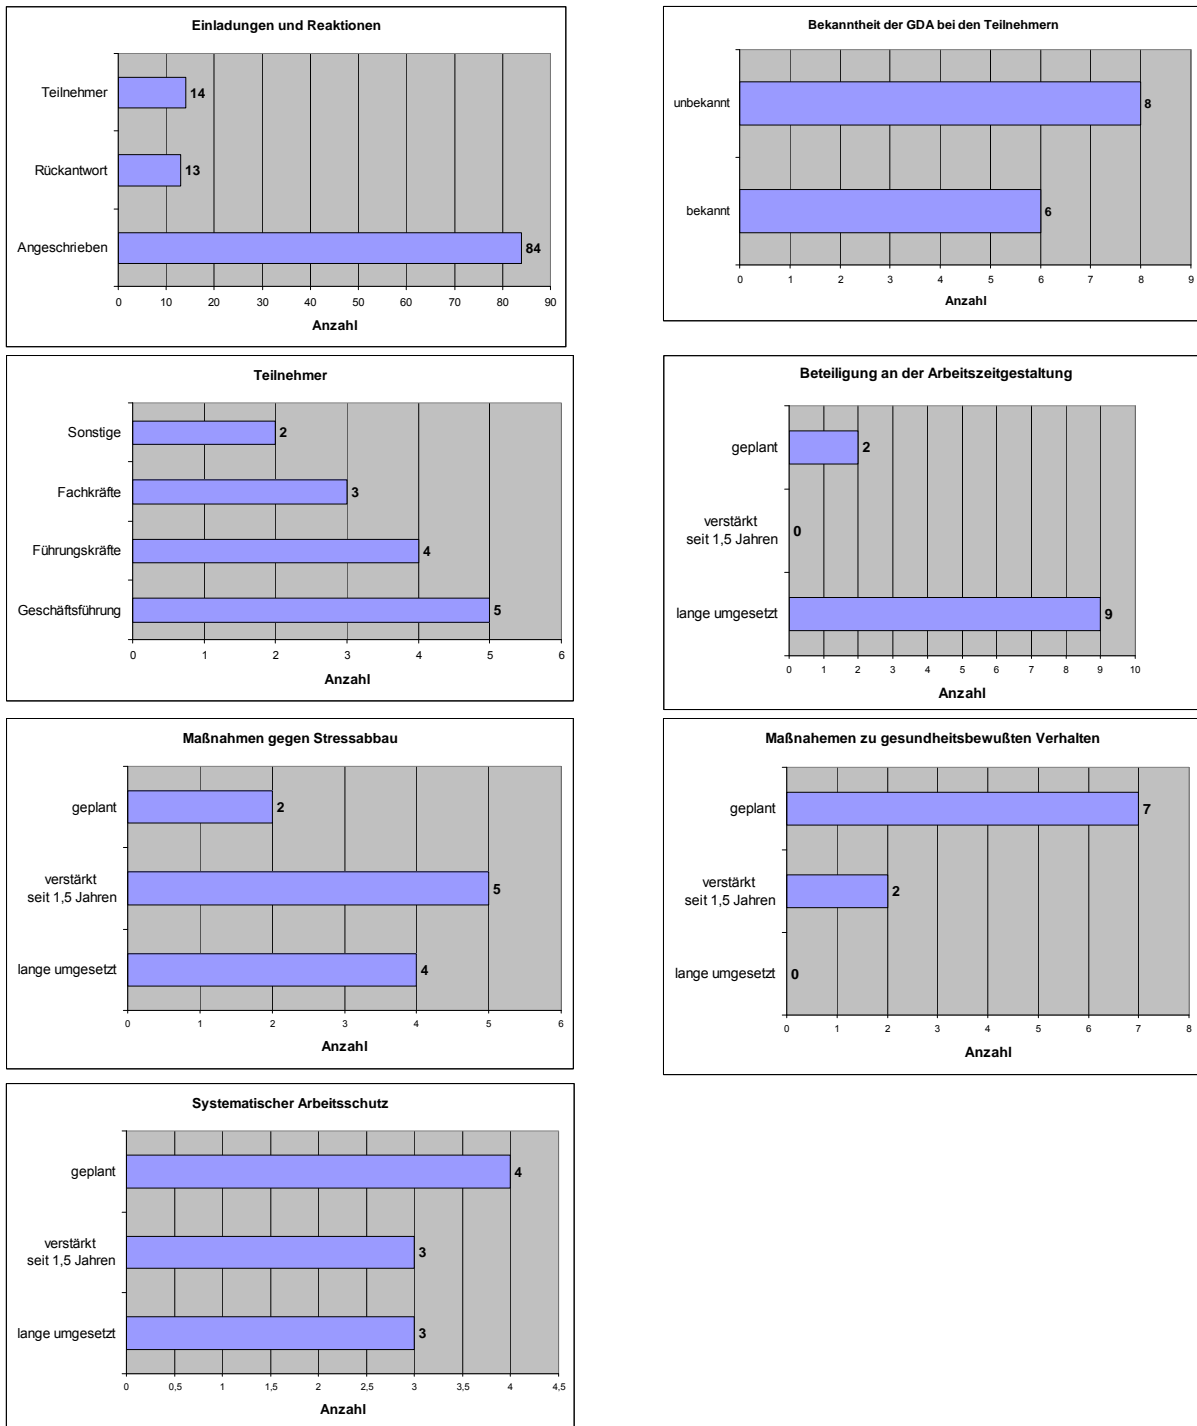 Einladungen und Reaktionen
Teilnehmer
14
Rückantwort
13
Angeschrieben
84
0 10 20 30 40 50 60 70 80 90
Anzahl
Bekanntheit der GDA bei den Teilnehmern
unbekannt
8
bekannt
6
0 1 2 3 4 5 6 7 8 9
Anzahl
Teilnehmer
Sonstige
2
Fachkräfte
3
Führungskräfte
4
Geschäftsführung
5
0 1 2 3 4 5 6
Anzahl
Beteiligung an der Arbeitszeitgestaltung
geplant
2
verstärkt
seit 1,5 Jahren
0
lange umgesetzt
9
0 1 2 3 4 5 6 7 8 9 10
Anzahl
Maßnahmen gegen Stressabbau
geplant
2
verstärkt
seit 1,5 Jahren
5
lange umgesetzt
4
0 1 2 3 4 5 6
Anzahl
Maßnahemen zu gesundheitsbewußten Verhalten
geplant
7
verstärkt
seit 1,5 Jahren
2
lange umgesetzt
0
0 1 2 3 4 5 6 7 8
Anzahl
Systematischer Arbeitsschutz
geplant
4
verstärkt
seit 1,5 Jahren
3
lange umgesetzt
3
0 0,5 1 1,5 2 2,5 3 3,5 4 4,5
Anzahl